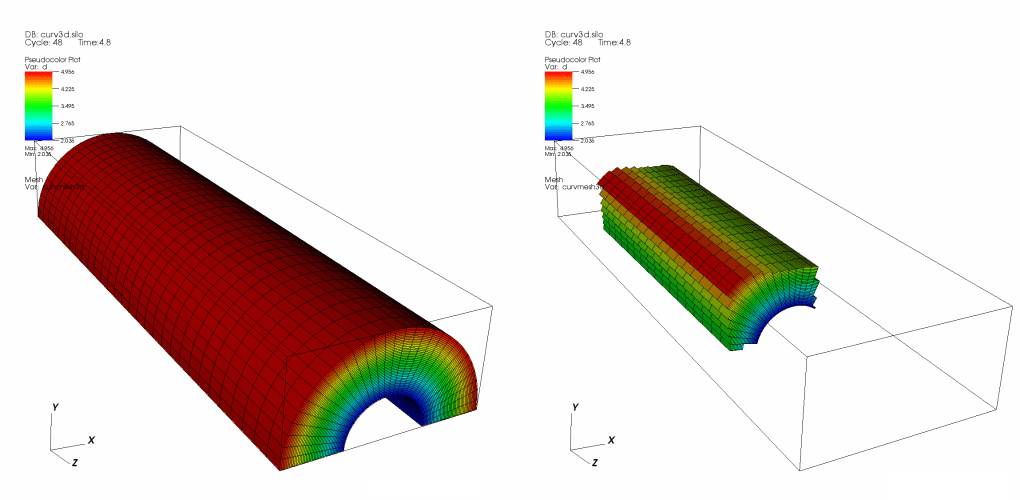 DB: curv3d.silo
Cycle: 48 Time:4.8
Pseudocolor Plot
Var: d
4.956
4.225
3.495
2.765
2.035
Max: 4.956
Min: 2.035
Mesh
Var:
Y
X
Z
DB: curv3d.silo
Cycle: 48 Time:4.8
Pseudocolor Plot
Var: d
4.956
4.225
3.495
2.765
2.035
Max: 4.956
Min: 2.035
Mesh
Var:
Y
X
Z